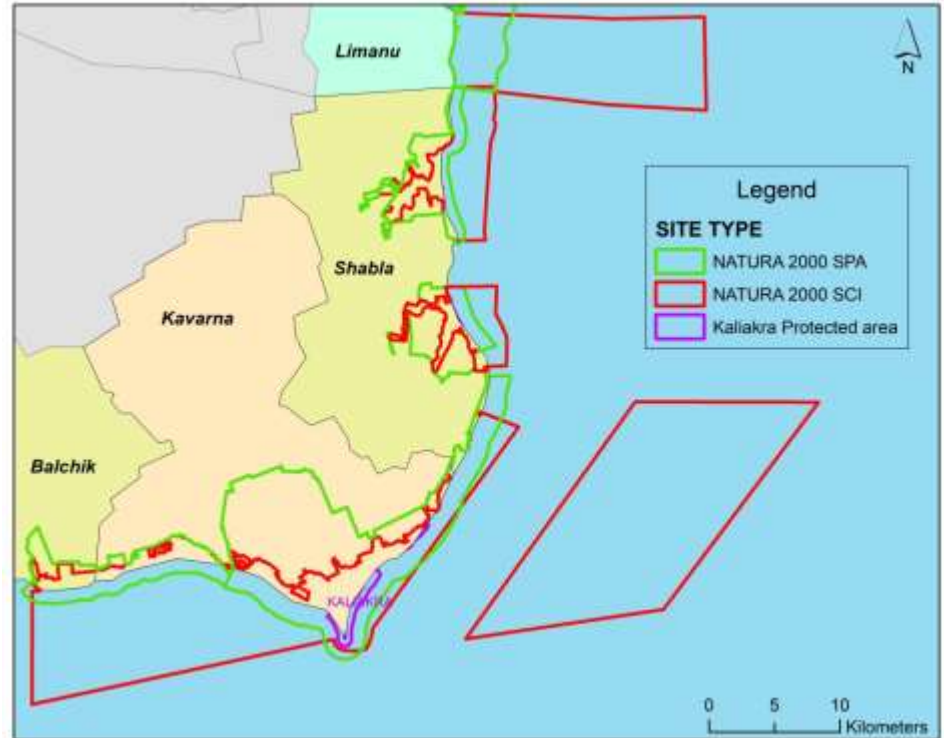 Limanu
N
Legend
SITE TYPE
NATURA 2000 SPA
NATURA 2000 SCI
Kaliakra Protected area
Shabla
Kavarna
Balchik
KALIAKRA
0 5 10
Kilometers